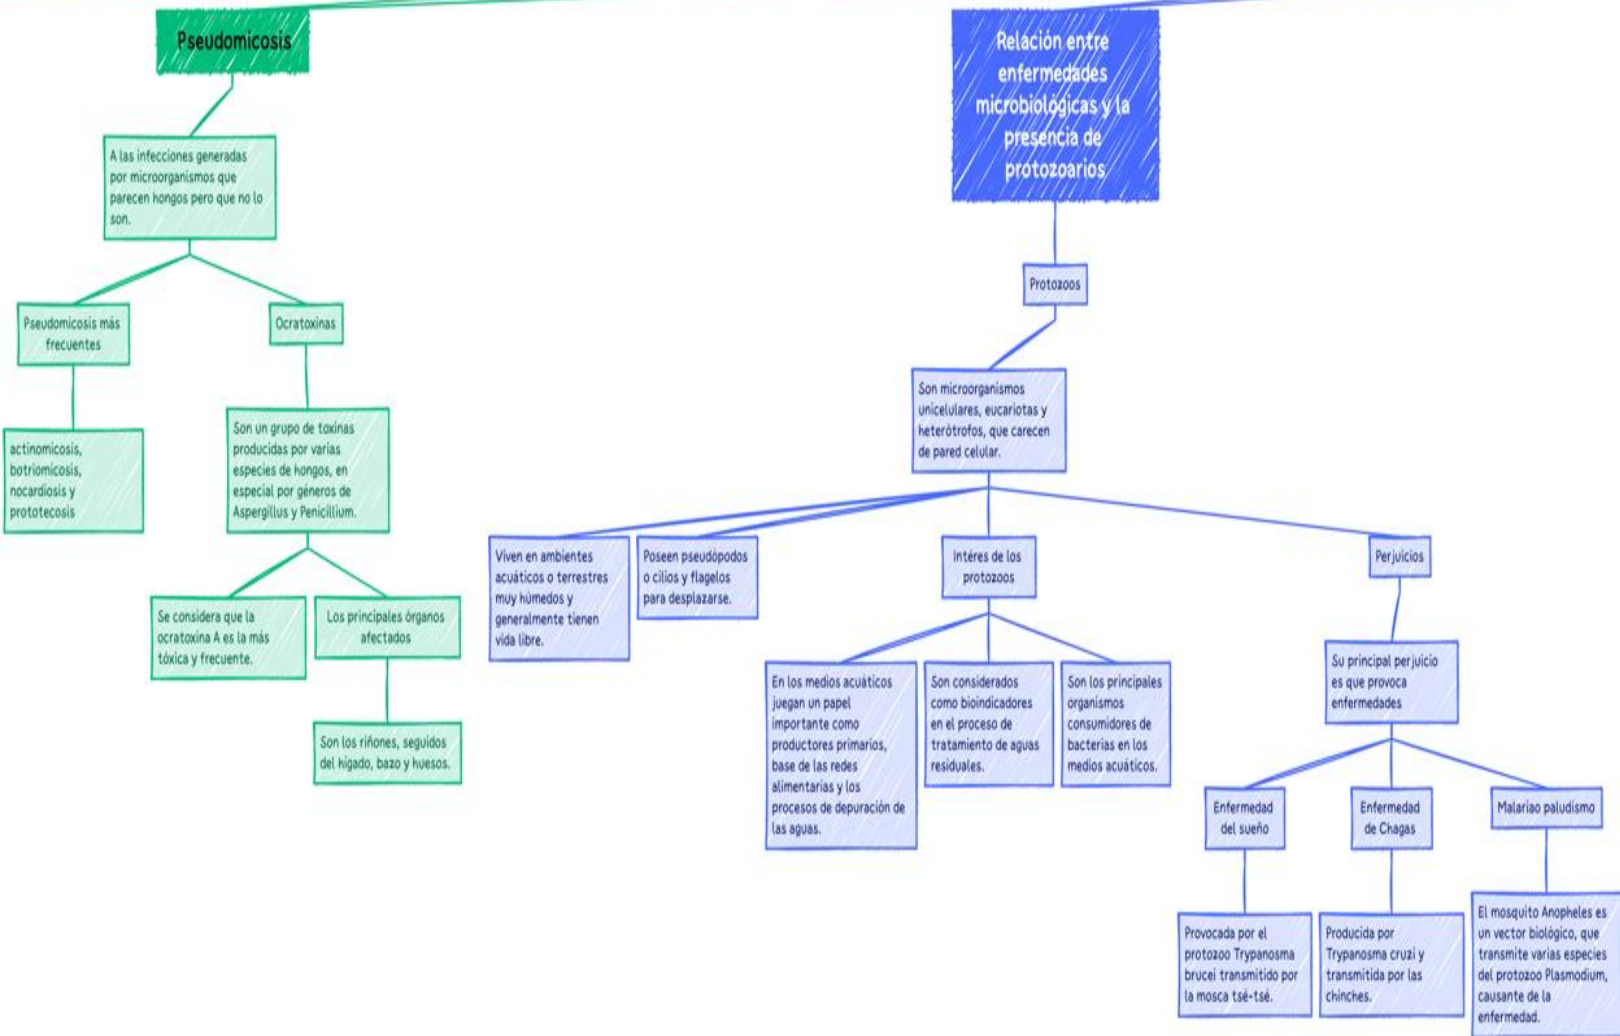 Pseudomicosis
A las infecciones generadas
por microorganismos que
parecen hongos pero que no lo
son.
Pseudomicosis más
frecuentes
actinomicosis,
botriomicosis,
nocardiosis y
prototecosis
Ocratoxinas
Son un grupo de toxinas
producidas por varias
especies de hongos, en
especial por géneros de
Aspergillus y Penicillium.
Se considera que la
ocratoxina A es la más
tóxica y frecuente.
Los principales órganos
afectados
Son los riñones, seguidos
del hígado, bazo y huesos.
Relación entre
enfermedades
microbiológicas y la
presencia de
protozoarios
Protozoos
Son microorganismos
unicelulares, eucariotas y
heterótrofos, que carecen
de pared celular.
Viven en ambientes
acuáticos o terrestres
muy húmedos y
generalmente tienen
vida libre.
Poseen pseudópodos
o cilios y flagelos
para desplazarse.
Intéres de los
protozoos
En los medios acuáticos
juegan un papel
importante como
productores primarios,
base de las redes
alimentarias y los
procesos de depuración de
las aguas.
Son considerados
como bioindicadores
en el proceso de
tratamiento de aguas
residuales.
Son los principales
organismos
consumidores de
bacterias en los
medios acuáticos.
Perjuicios
Su principal perjuicio
es que provoca
enfermedades
Enfermedad
del sueño
Provocada por el
protozoo Trypanosma
brucei transmitido por
la mosca tsé-tsé.
Enfermedad
de Chagas
Producida por
Trypanosma cruzi y
transmitida por las
chinches.
Malariao paludismo
El mosquito Anopheles es
un vector biológico, que
transmite varias especies
del protozoo Plasmodium,
causante de la
enfermedad.